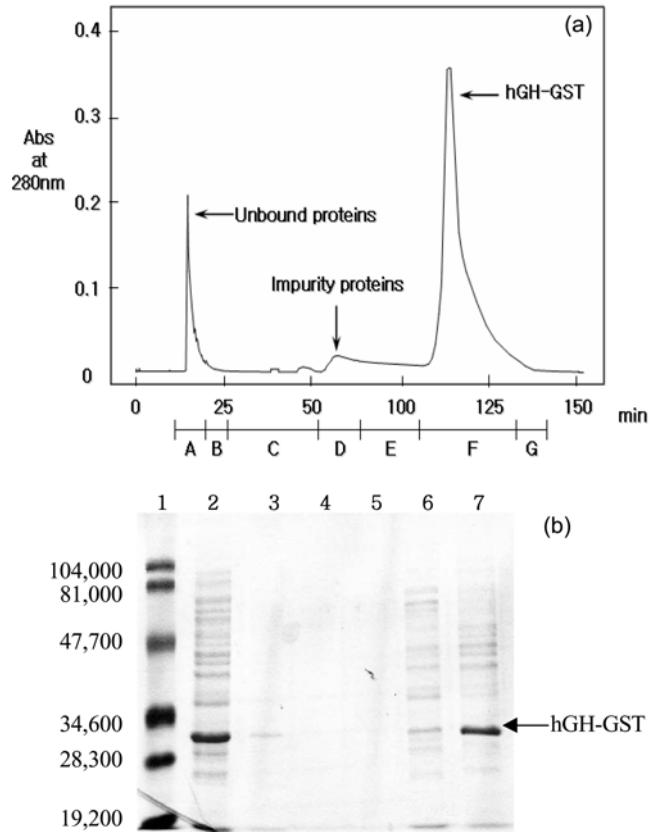 (a)
0.4
hGH-GST
0.3
Abs
at
280nm
0.2
Unbound proteins
Impurity proteins
0.1
0
0 25 50 100 125 150 min
A B C D E F G
1 2 3 4 5 6 7
(b)
104,000
81,000
47,700
34,600
hGH-GST
28,300
19,200